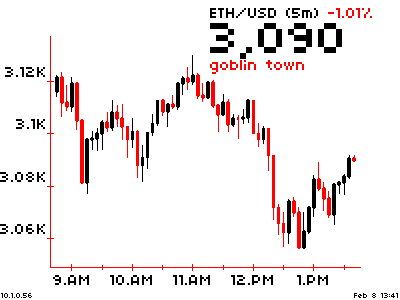 ETH/USD (5m) -1.01%
3,090
goblin town
3.12K
3.1K
3.08K
3.06K
9.AM 10.AM 11.AM 12.PM 1.PM
10.1.0.56 Feb 8 13:41